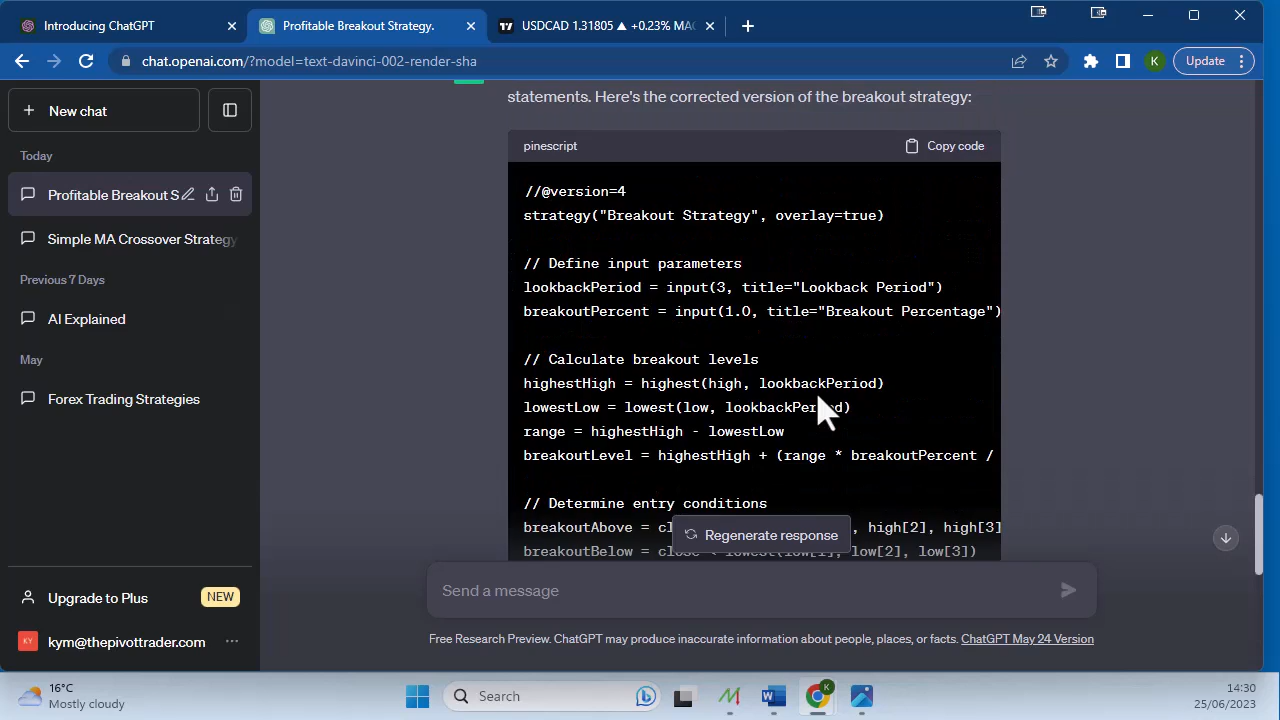 Introducing ChatGPT
Profitable Breakout Strategy.
USDCAD 1.31805 ▲ +0.23% MA
chat.openai.com/?model=text-davinci-002-render-sha
K
Update
New chat
Today
Profitable Breakout S
Simple MA Crossover Strategy
Previous 7 Days
AI Explained
May
Forex Trading Strategies
Upgrade to Plus
NEW
KY
kym@thepivottrader.com
statements. Here's the corrected version of the breakout strategy:
pinescript
Copy code
//@version=4
strategy("Breakout Strategy", overlay=true)
// Define input parameters
lookbackPeriod = input(3, title="Lookback Period")
breakoutPercent = input(1.0, title="Breakout Percentage")
// Calculate breakout levels
highestHigh = highest(high, lookbackPeriod)
lowestLow = lowest(low, lookbackPeriod)
range = highestHigh - lowestLow
breakoutLevel = highestHigh + (range * breakoutPercent /
// Determine entry conditions
breakoutAbove = cl , high[2], high[3]
breakoutBelow = close < lowest(low[1], low[2], low[3])
Regenerate response
Send a message
Free Research Preview. ChatGPT may produce inaccurate information about people, places, or facts. ChatGPT May 24 Version
16°C
Mostly cloudy
Search
K
14:30
25/06/2023